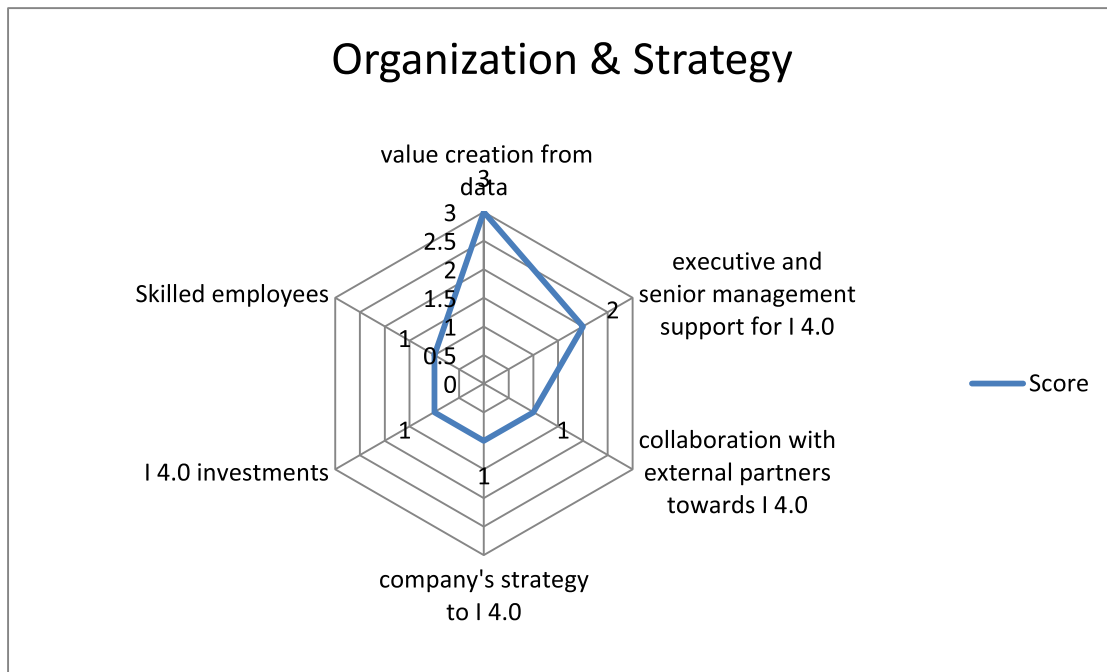 Organization & Strategy
value creation from
data
3
3
2.5
2
1.5
1
0.5
0
executive and
senior management
support for I 4.0
2
Skilled employees
1
Score
collaboration with
external partners
towards I 4.0
1
I 4.0 investments
1
1
company's strategy
to I 4.0